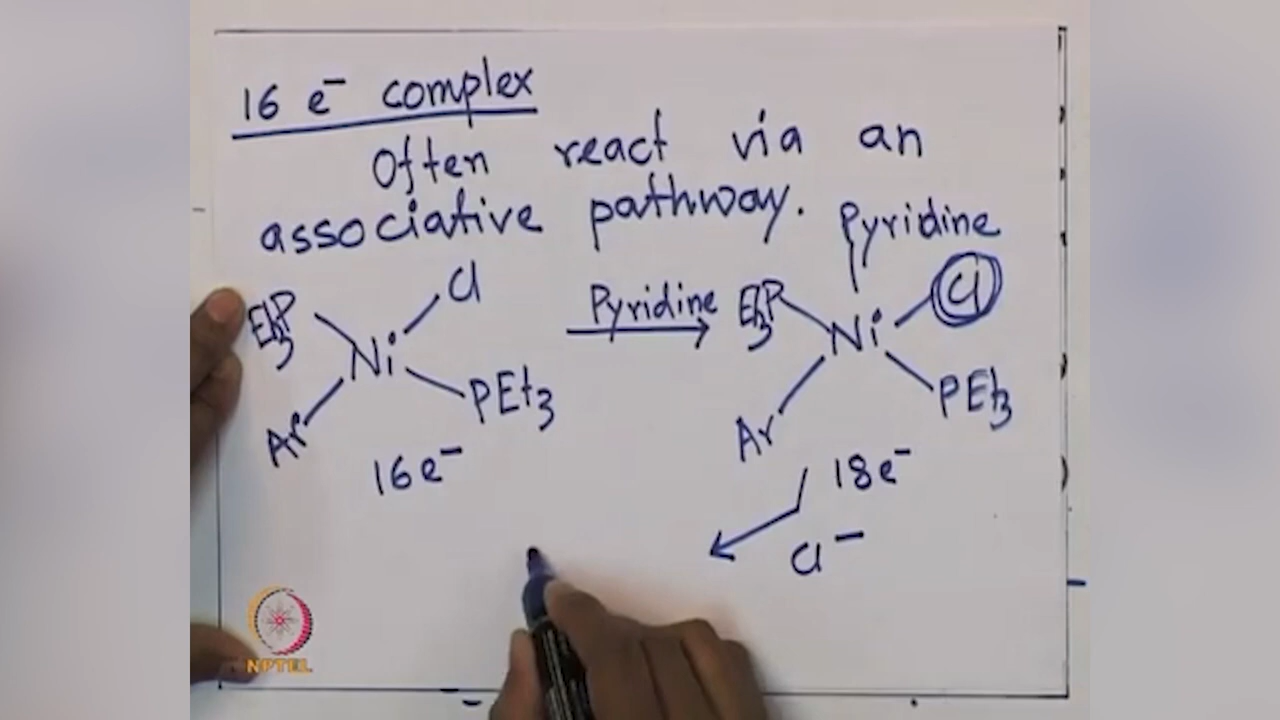 16 e⁻ complex
Often react via an
associative pathway.
Pyridine
Et3P Ni Cl
PEt3
Ar
16e⁻
Pyridine
Et3P Ni Cl
PEt3
Ar
18e⁻
Cl⁻
NPTEL